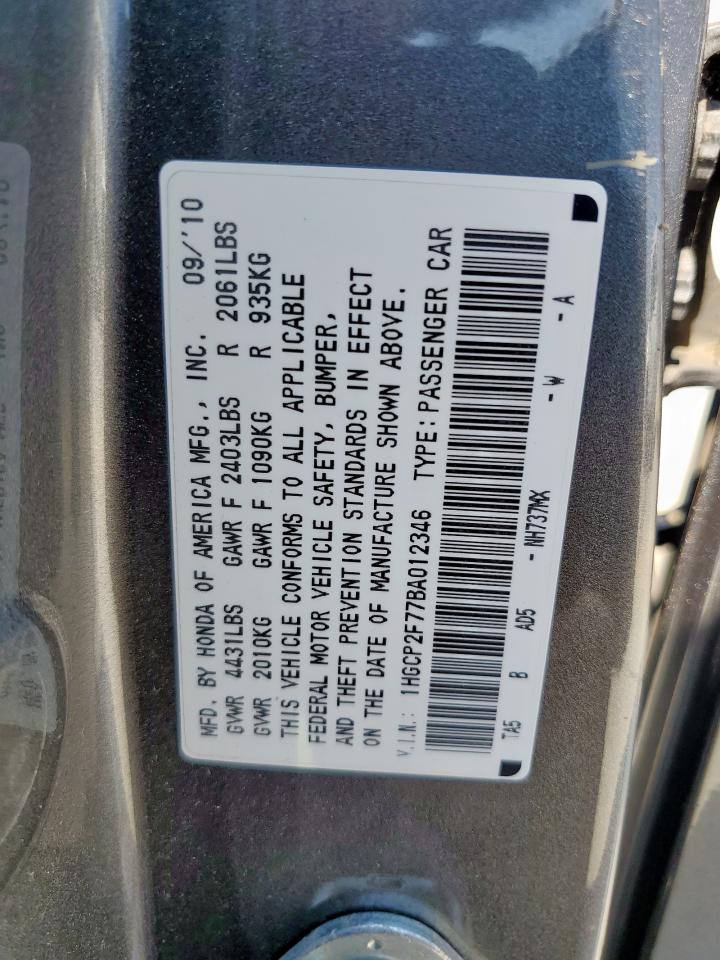 MFD. BY HONDA OF AMERICA MFG., INC. 09/'10
GVWR 4431LBS GAWR F 2403LBS R 2061LBS
GVWR 2010KG GAWR F 1090KG R 935KG
THIS VEHICLE CONFORMS TO ALL APPLICABLE
FEDERAL MOTOR VEHICLE SAFETY, BUMPER,
AND THEFT PREVENTION STANDARDS IN EFFECT
ON THE DATE OF MANUFACTURE SHOWN ABOVE.
V.I.N.: 1HGCP2F77BA012346 TYPE:PASSENGER CAR
TA5 B AD5 - NH737MX - W - A